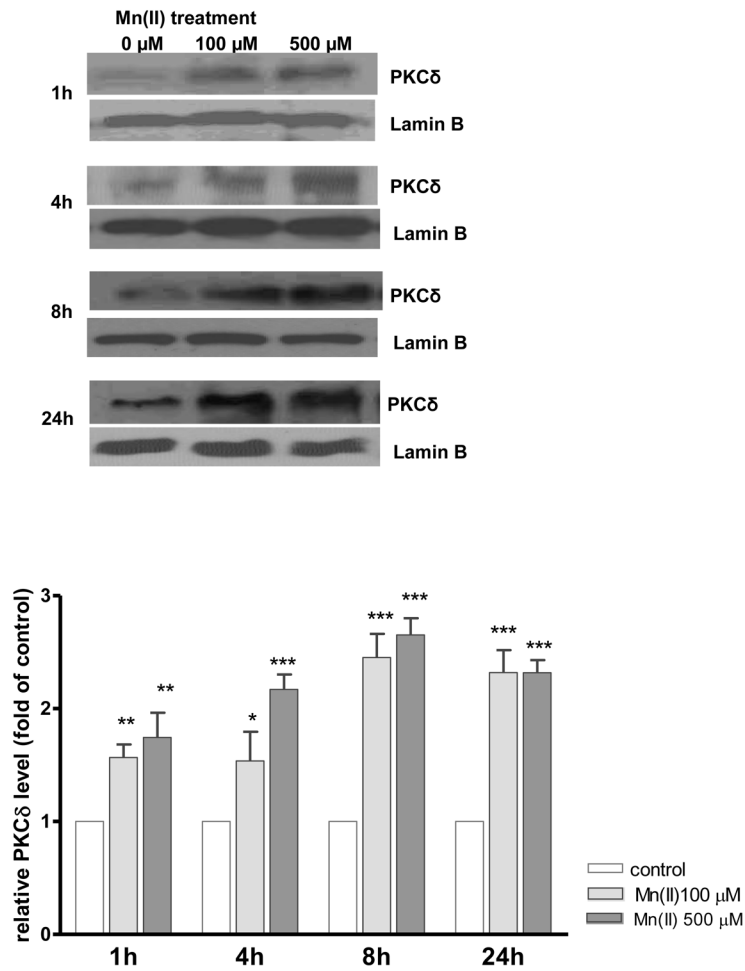 Mn(II) treatment
0 µM 100 µM 500 µM
1h
PKCδ
Lamin B
4h
PKCδ
Lamin B
8h
PKCδ
Lamin B
24h
PKCδ
Lamin B
relative PKCδ level (fold of control)
3
2
1
0
** **
* ***
*** ***
*** ***
1h 4h 8h 24h
control
Mn(II)100 µM
Mn(II) 500 µM